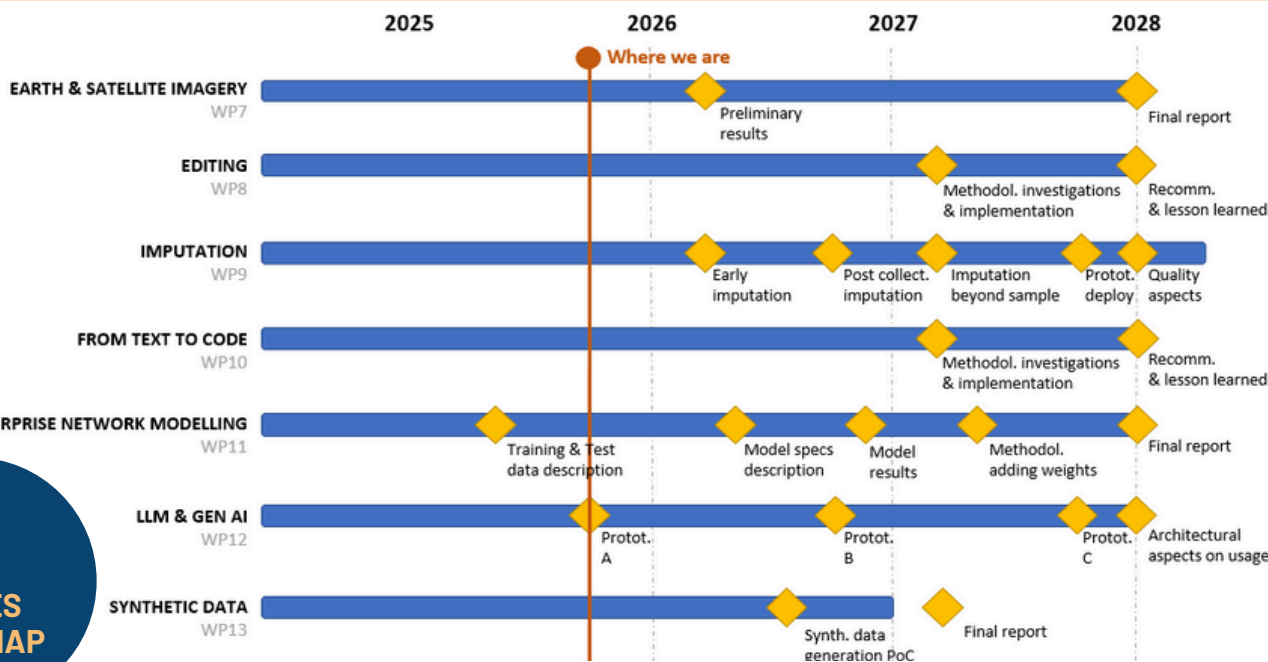 2025 2026 2027 2028
Where we are
EARTH & SATELLITE IMAGERY
WP7
Preliminary
results
Final report
EDITING
WP8
Methodol. investigations
& implementation
Recomm.
& lesson learned
IMPUTATION
WP9
Early
imputation
Post collect.
imputation
Imputation
beyond sample
Protot.
deploy
Quality
aspects
FROM TEXT TO CODE
WP10
Methodol. investigations
& implementation
Recomm.
& lesson learned
RPRISE NETWORK MODELLING
WP11
Training & Test
data description
Model specs
description
Model
results
Methodol.
adding weights
Final report
LLM & GEN AI
WP12
Protot.
A
Protot.
B
Protot.
C
Architectural
aspects on usage
SYNTHETIC DATA
WP13
Synth. data
generation PoC
Final report
ES
MAP